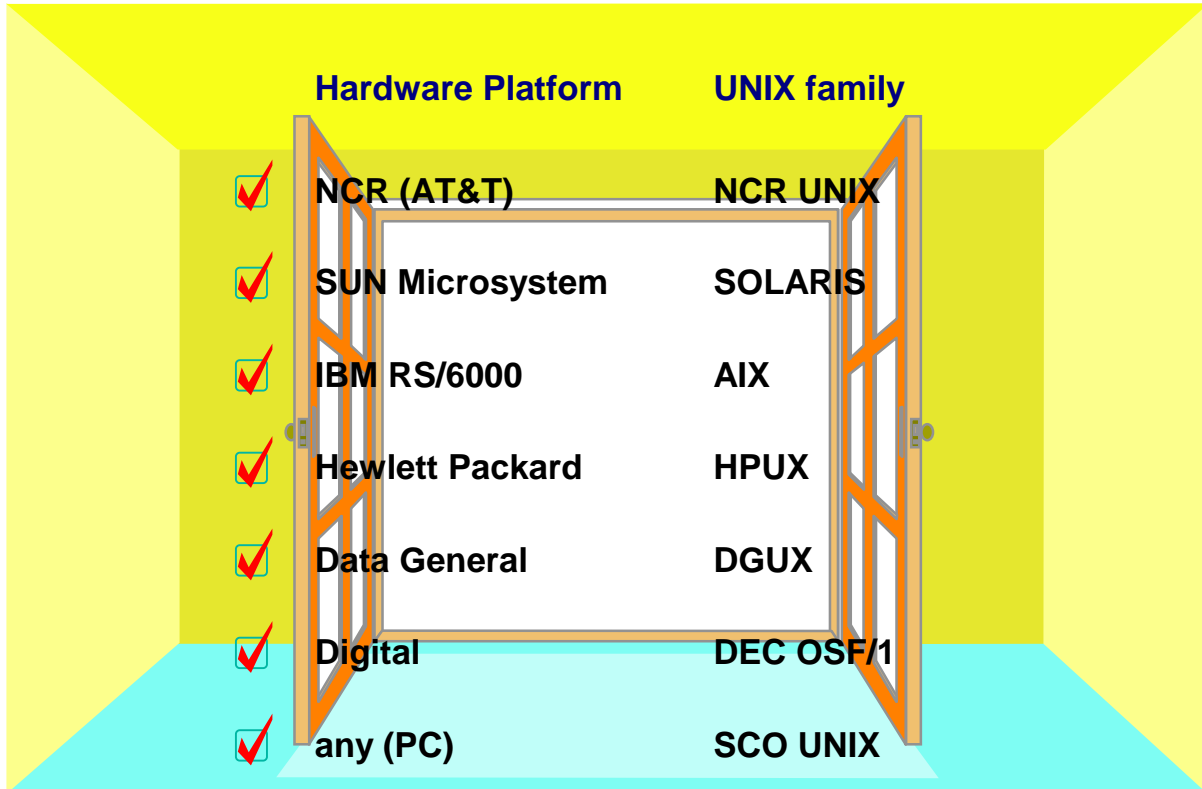 Hardware Platform UNIX family
NCR (AT&T) NCR UNIX
SUN Microsystem SOLARIS
IBM RS/6000 AIX
Hewlett Packard HPUX
Data General DGUX
Digital DEC OSF/1
any (PC) SCO UNIX